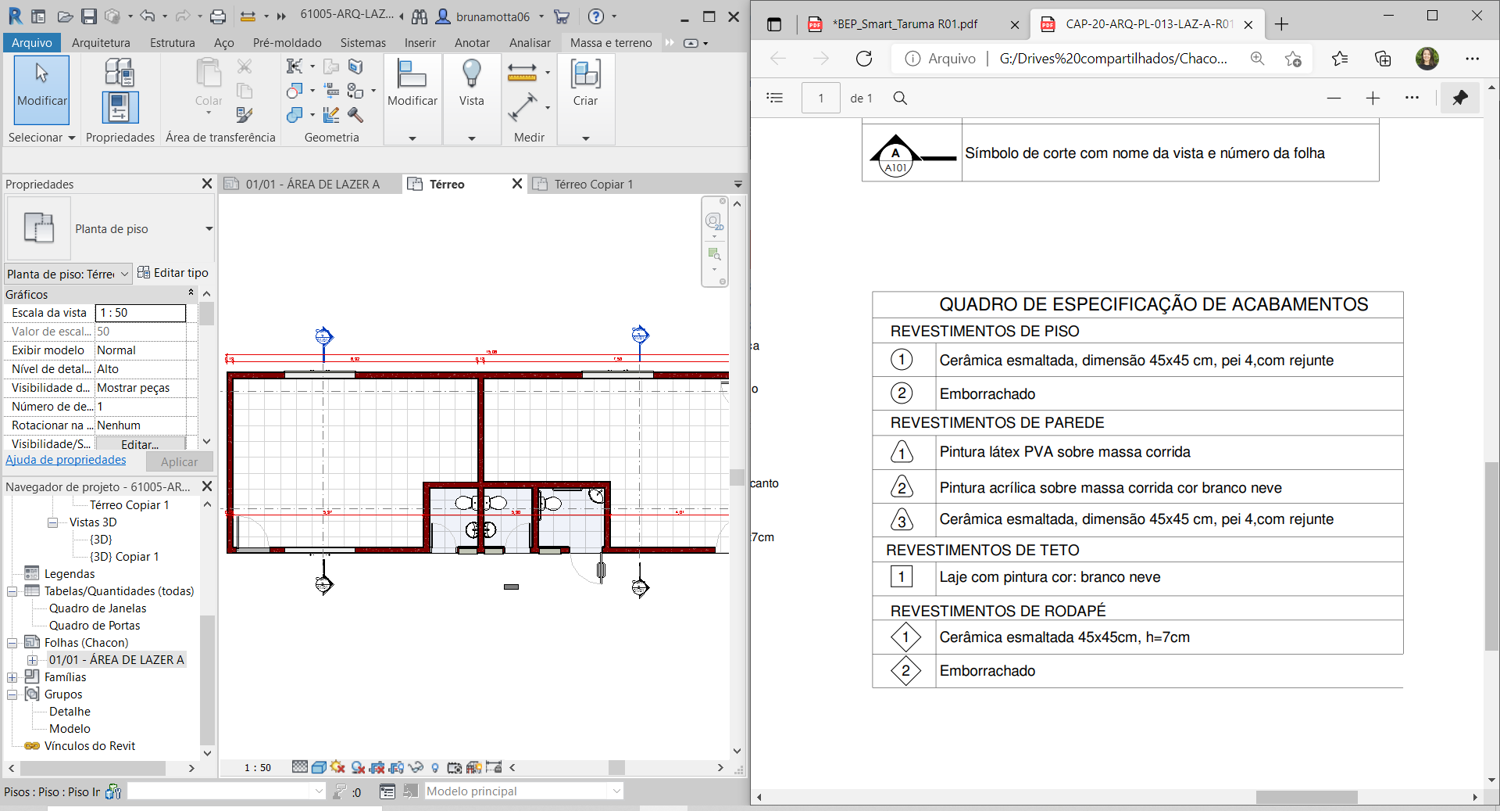 61005-ARQ-LAZ...
brunamotta06
Arquivo
Arquitetura
Estrutura
Aço
Pré-moldado
Sistemas
Inserir
Anotar
Analisar
Massa e terreno
Modificar
Colar
Modificar
Vista
Criar
Selecionar
Propriedades
Área de transferência
Geometria
Medir
Propriedades
Planta de piso
Planta de piso: Térrec
Editar tipo
Gráficos
Escala da vista 1 : 50
Valor de escal... 50
Exibir modelo Normal
Nível de detal... Alto
Visibilidade d... Mostrar peças
Número de de... 1
Rotacionar na ... Nenhum
Visibilidade/S... Editar...
Ajuda de propriedades
Aplicar
Navegador de projeto - 61005-AR...
Térreo Copiar 1
Vistas 3D
{3D}
{3D} Copiar 1
Legendas
Tabelas/Quantidades (todas)
Quadro de Janelas
Quadro de Portas
Folhas (Chacon)
01/01 - ÁREA DE LAZER A
Famílias
Grupos
Detalhe
Modelo
Vínculos do Revit
01/01 - ÁREA DE LAZER A
Térreo
Térreo Copiar 1
2D
1 : 50
Pisos : Piso : Piso Ir
:0
Modelo principal
*BEP_Smart_Taruma R01.pdf
CAP-20-ARQ-PL-013-LAZ-A-R01
Arquivo
G:/Drives%20compartilhados/Chaco...
1 de 1
A
A101
Símbolo de corte com nome da vista e número da folha
ca
o
canto
7cm
QUADRO DE ESPECIFICAÇÃO DE ACABAMENTOS
REVESTIMENTOS DE PISO
1 Cerâmica esmaltada, dimensão 45x45 cm, pei 4,com rejunte
2 Emborrachado
REVESTIMENTOS DE PAREDE
1 Pintura látex PVA sobre massa corrida
2 Pintura acrílica sobre massa corrida cor branco neve
3 Cerâmica esmaltada, dimensão 45x45 cm, pei 4,com rejunte
REVESTIMENTOS DE TETO
1 Laje com pintura cor: branco neve
REVESTIMENTOS DE RODAPÉ
1 Cerâmica esmaltada 45x45cm, h=7cm
2 Emborrachado